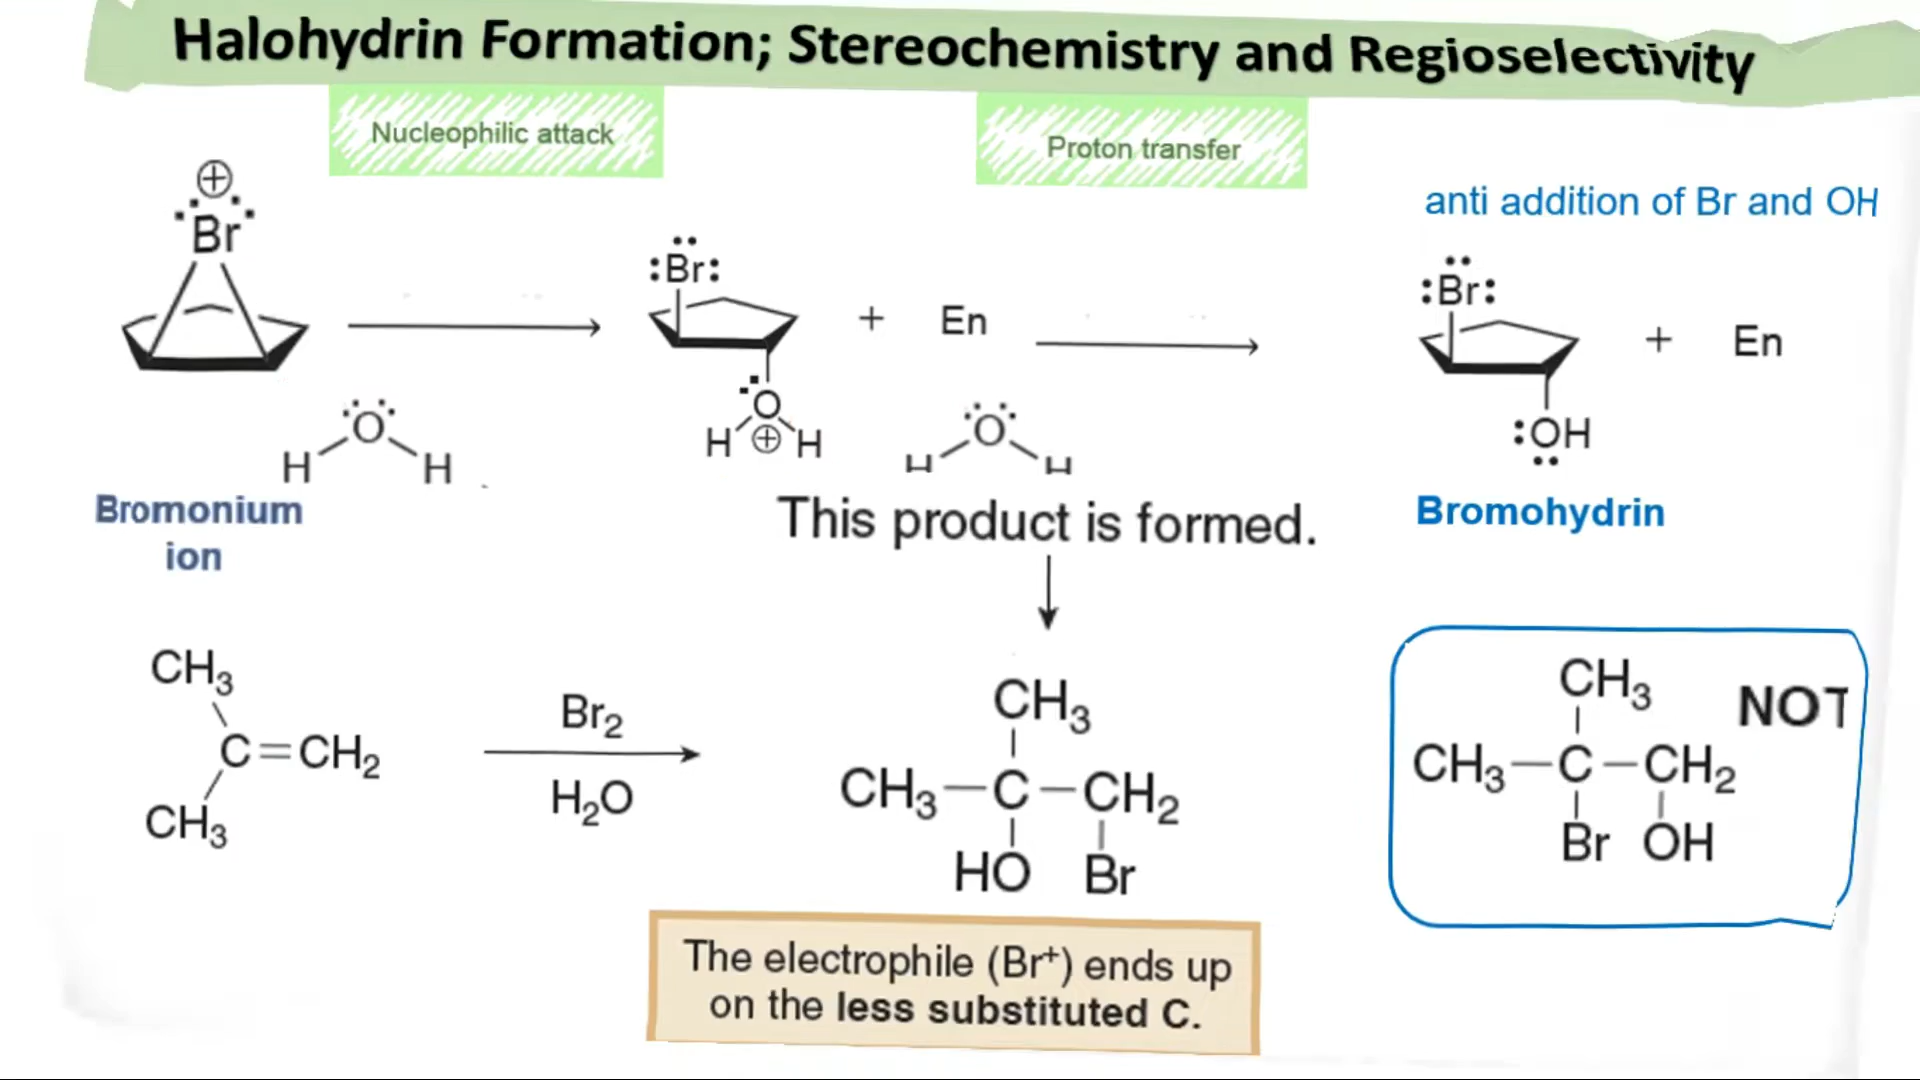 Halohydrin Formation; Stereochemistry and Regioselectivity
Nucleophilic attack
Proton transfer
anti addition of Br and OH
⊕
:Br:
:Br:
+ En
:Br:
+ En
H O H
H O ⊕ H
H O H
:OH
Bromonium
ion
This product is formed.
Bromohydrin
CH3
C=CH2
CH3
Br2
H2O
CH3
CH3—C—CH2
HO Br
CH3
NOT
CH3—C—CH2
Br OH
The electrophile (Br+) ends up
on the less substituted C.